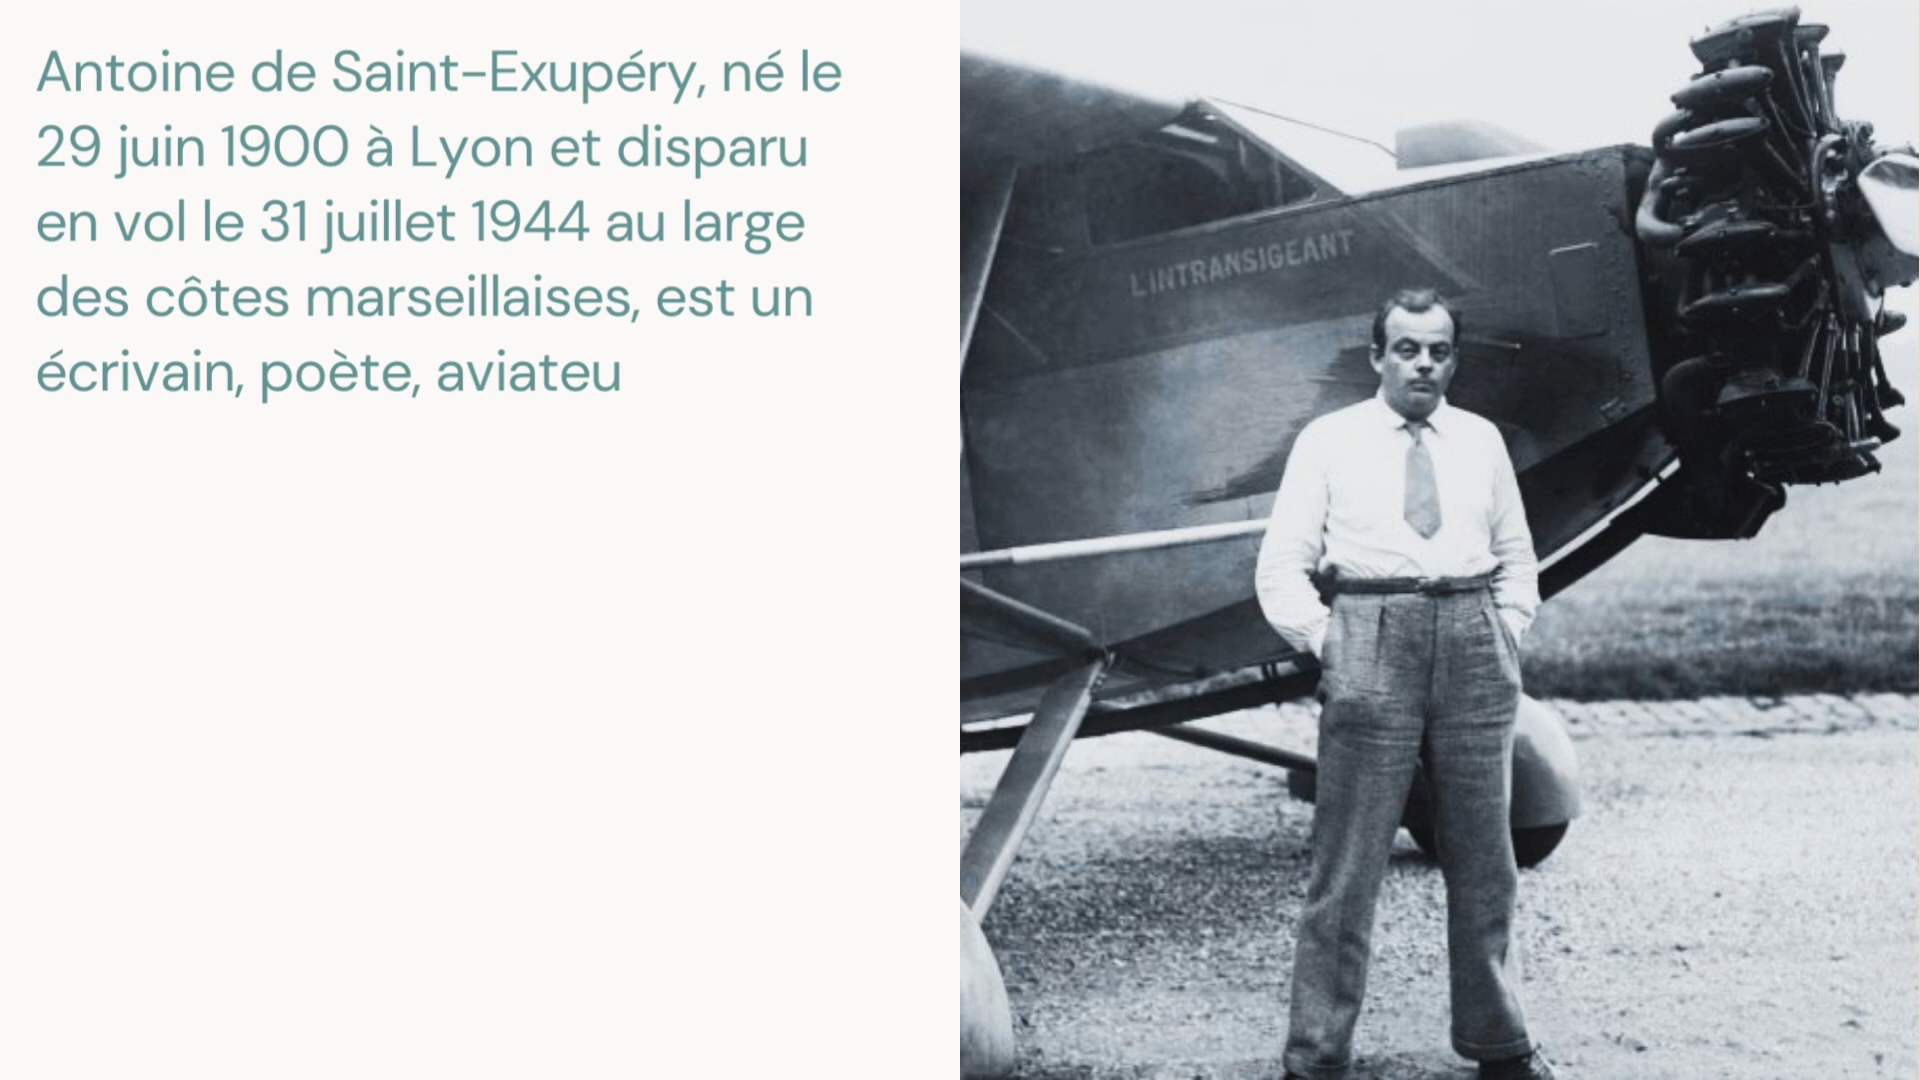 Antoine de Saint-Exupéry, né le
29 juin 1900 à Lyon et disparu
en vol le 31 juillet 1944 au large
des côtes marseillaises, est un
écrivain, poète, aviateu
L'INTRANSIGEANT